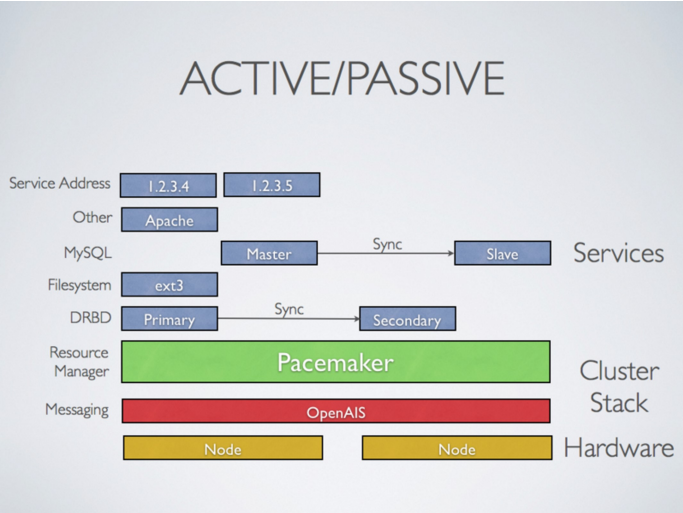 ACTIVE/PASSIVE
Service Address 1.2.3.4 1.2.3.5
Other Apache
MySQL Master Sync Slave Services
Filesystem ext3
DRBD Primary Sync Secondary
Resource
Manager
Pacemaker
Cluster
Stack
Messaging OpenAIS
Node Node Hardware